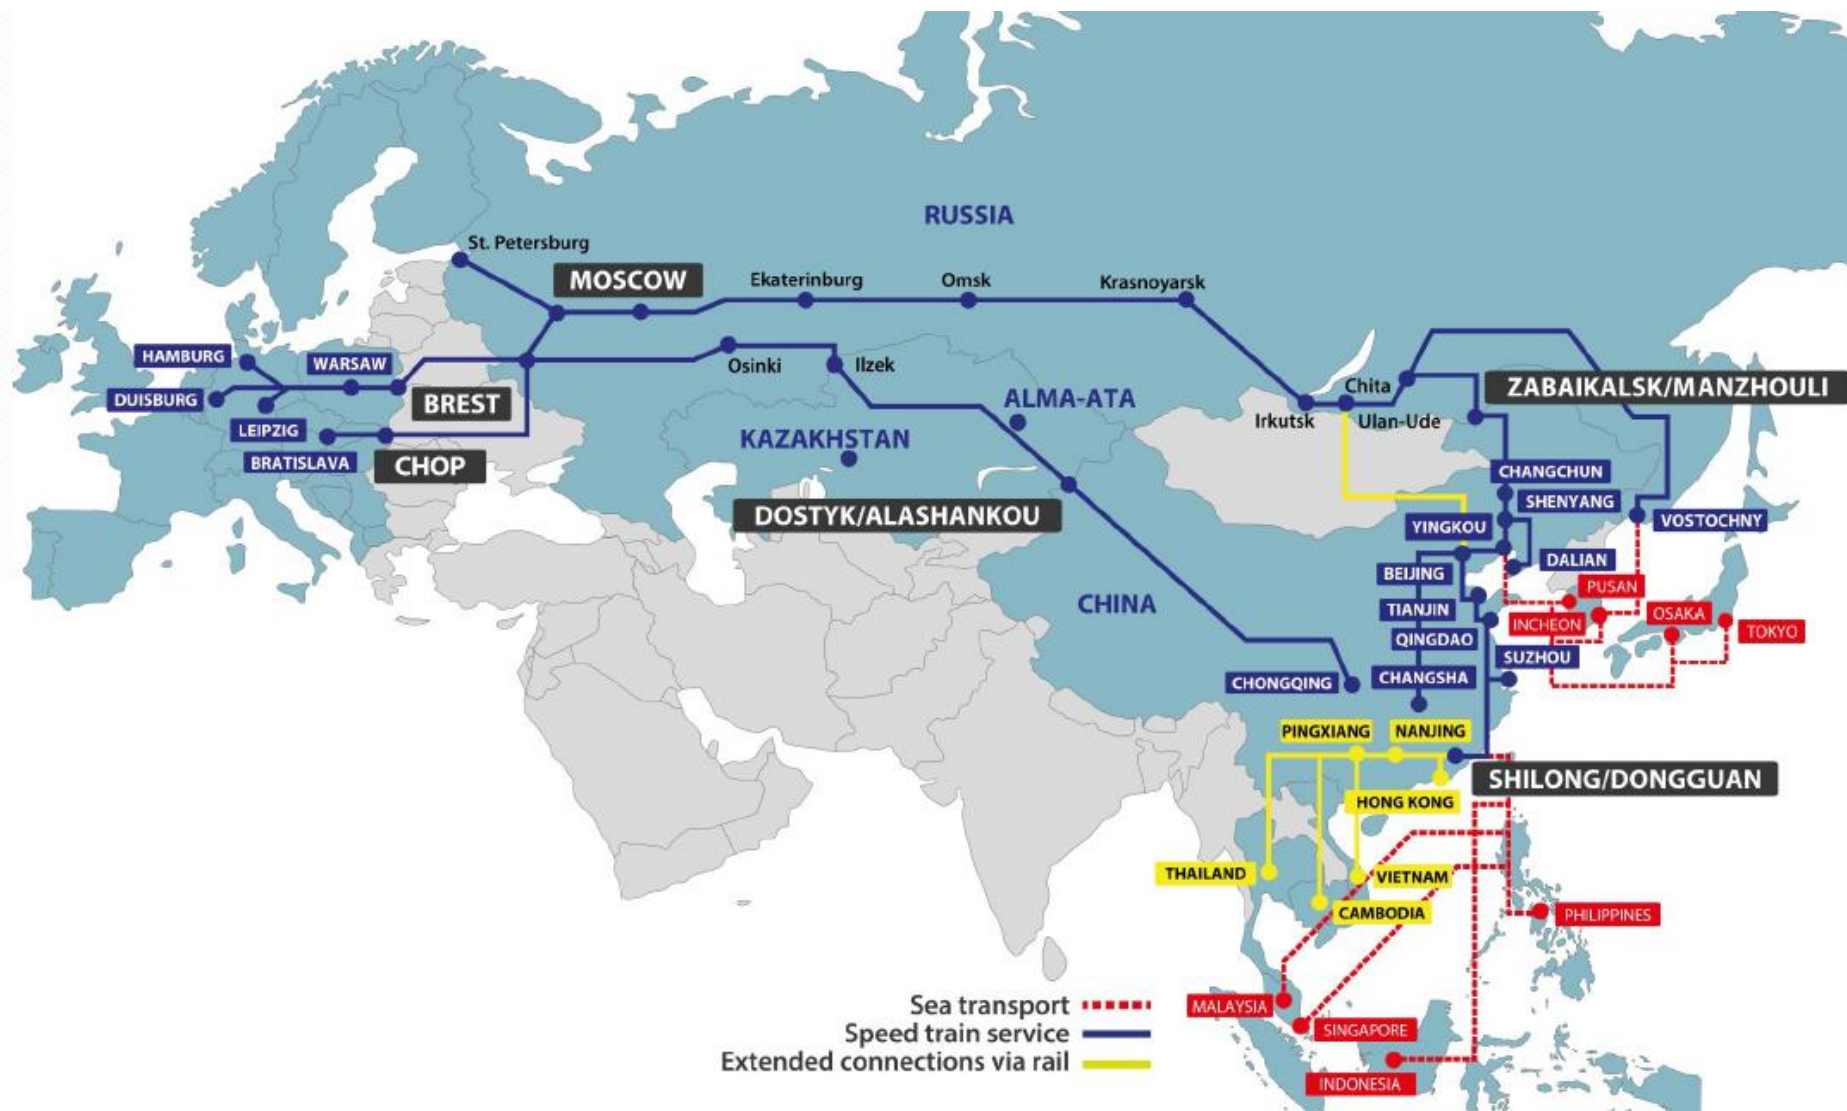 RUSSIA
St. Petersburg
MOSCOW
Ekaterinburg
Omsk
Krasnoyarsk
HAMBURG
WARSAW
Osinki
Ilzek
Chita
ZABAIKALSK/MANZHOULI
DUISBURG
BREST
ALMA-ATA
Irkutsk
Ulan-Ude
LEIPZIG
KAZAKHSTAN
BRATISLAVA
CHOP
CHANGCHUN
SHENYANG
DOSTYK/ALASHANKOU
YINGKOU
VOSTOCHNY
DALIAN
BEIJING
PUSAN
CHINA
TIANJIN
OSAKA
INCHEON
TOKYO
QINGDAO
SUZHOU
CHONGQING
CHANGSHA
PINGXIANG
NANJING
SHILONG/DONGGUAN
HONG KONG
THAILAND
VIETNAM
CAMBODIA
PHILIPPINES
MALAYSIA
SINGAPORE
INDONESIA
Sea transport
Speed train service
Extended connections via rail